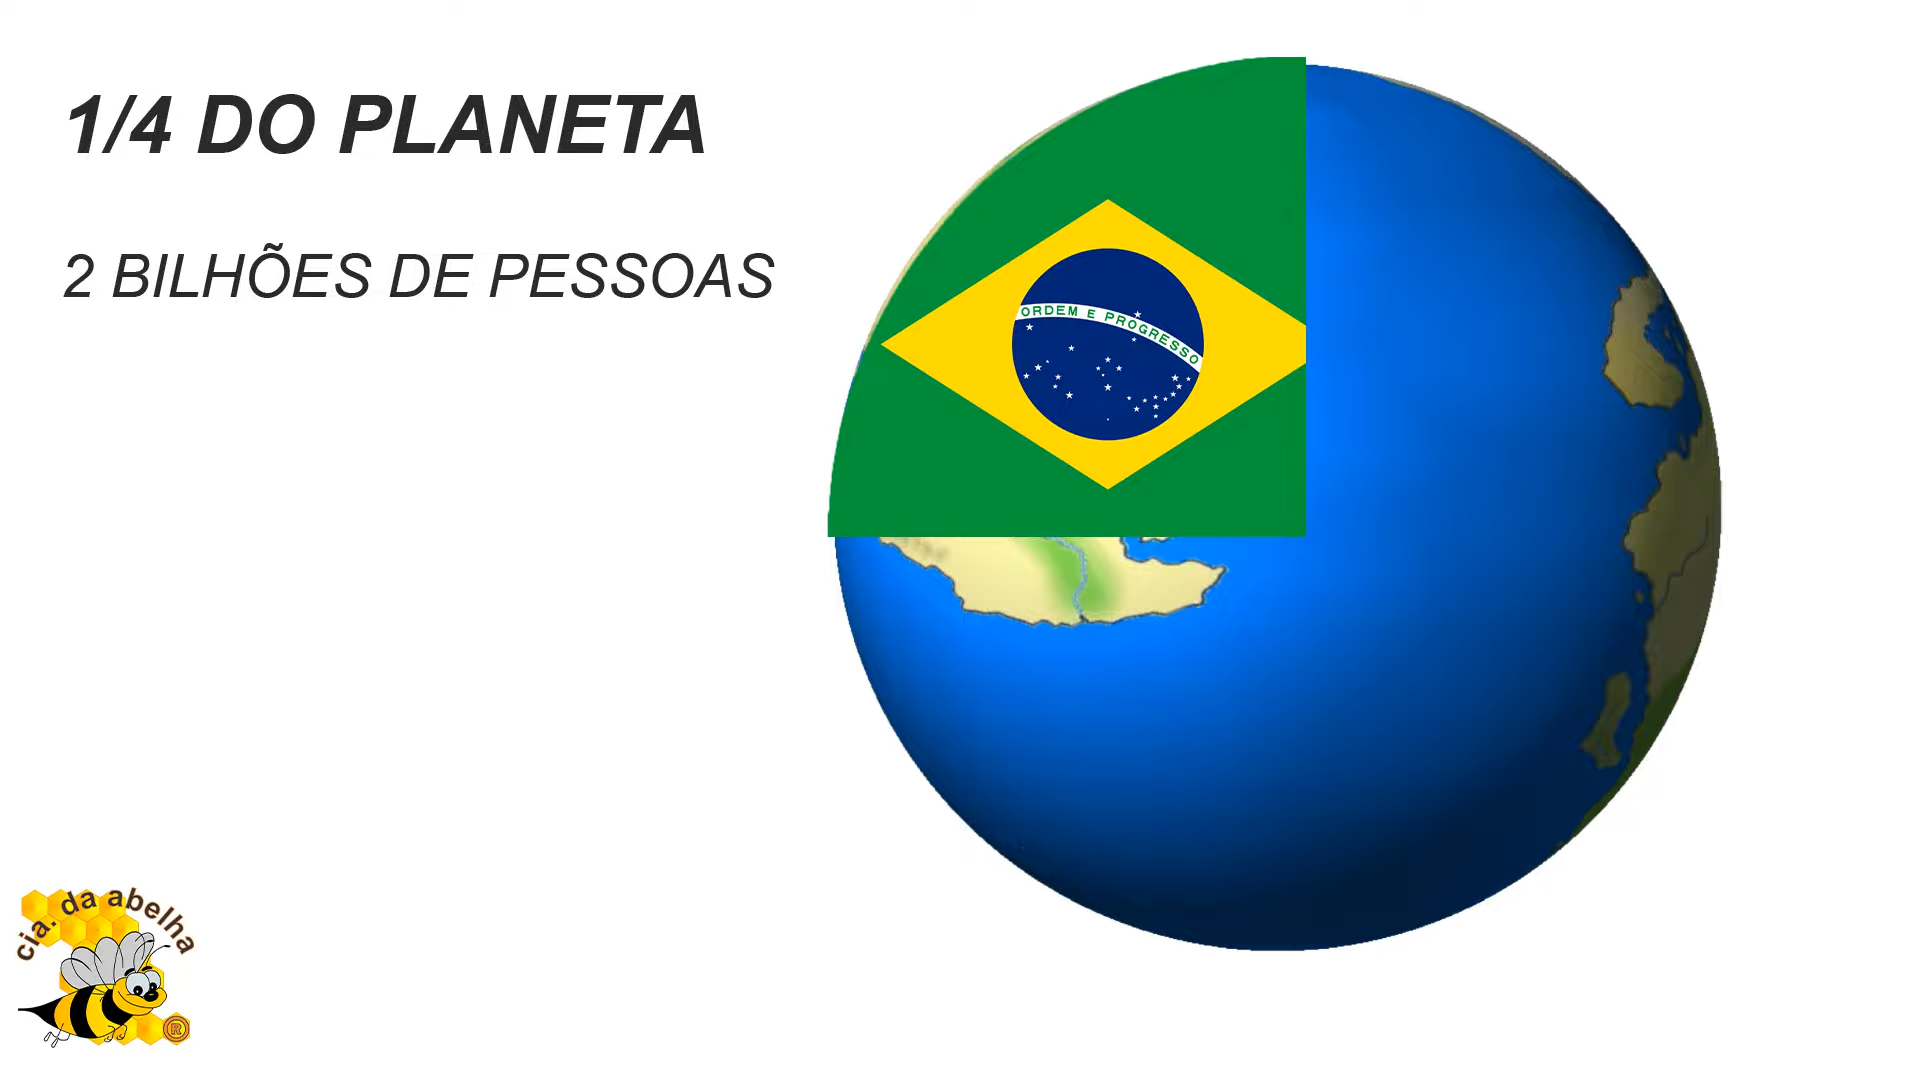 1/4 DO PLANETA
2 BILHÕES DE PESSOAS
ORDEM E PROGRESSO
cia. da abelha
®